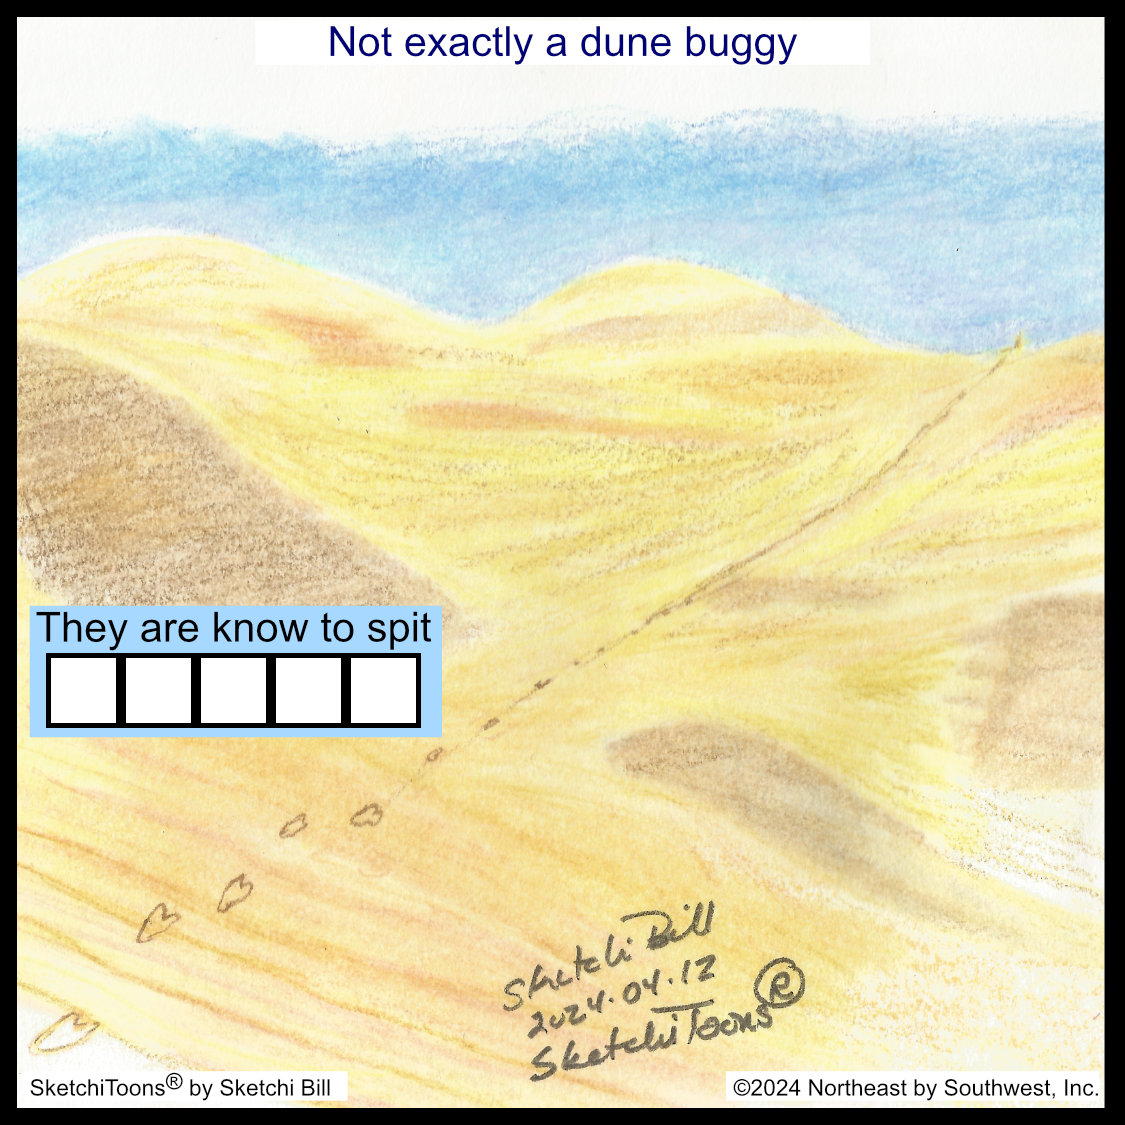 Not exactly a dune buggy
They are know to spit
Sketchi Bill
2024.04.12
SketchiToons®
SketchiToons® by Sketchi Bill
©2024 Northeast by Southwest, Inc.